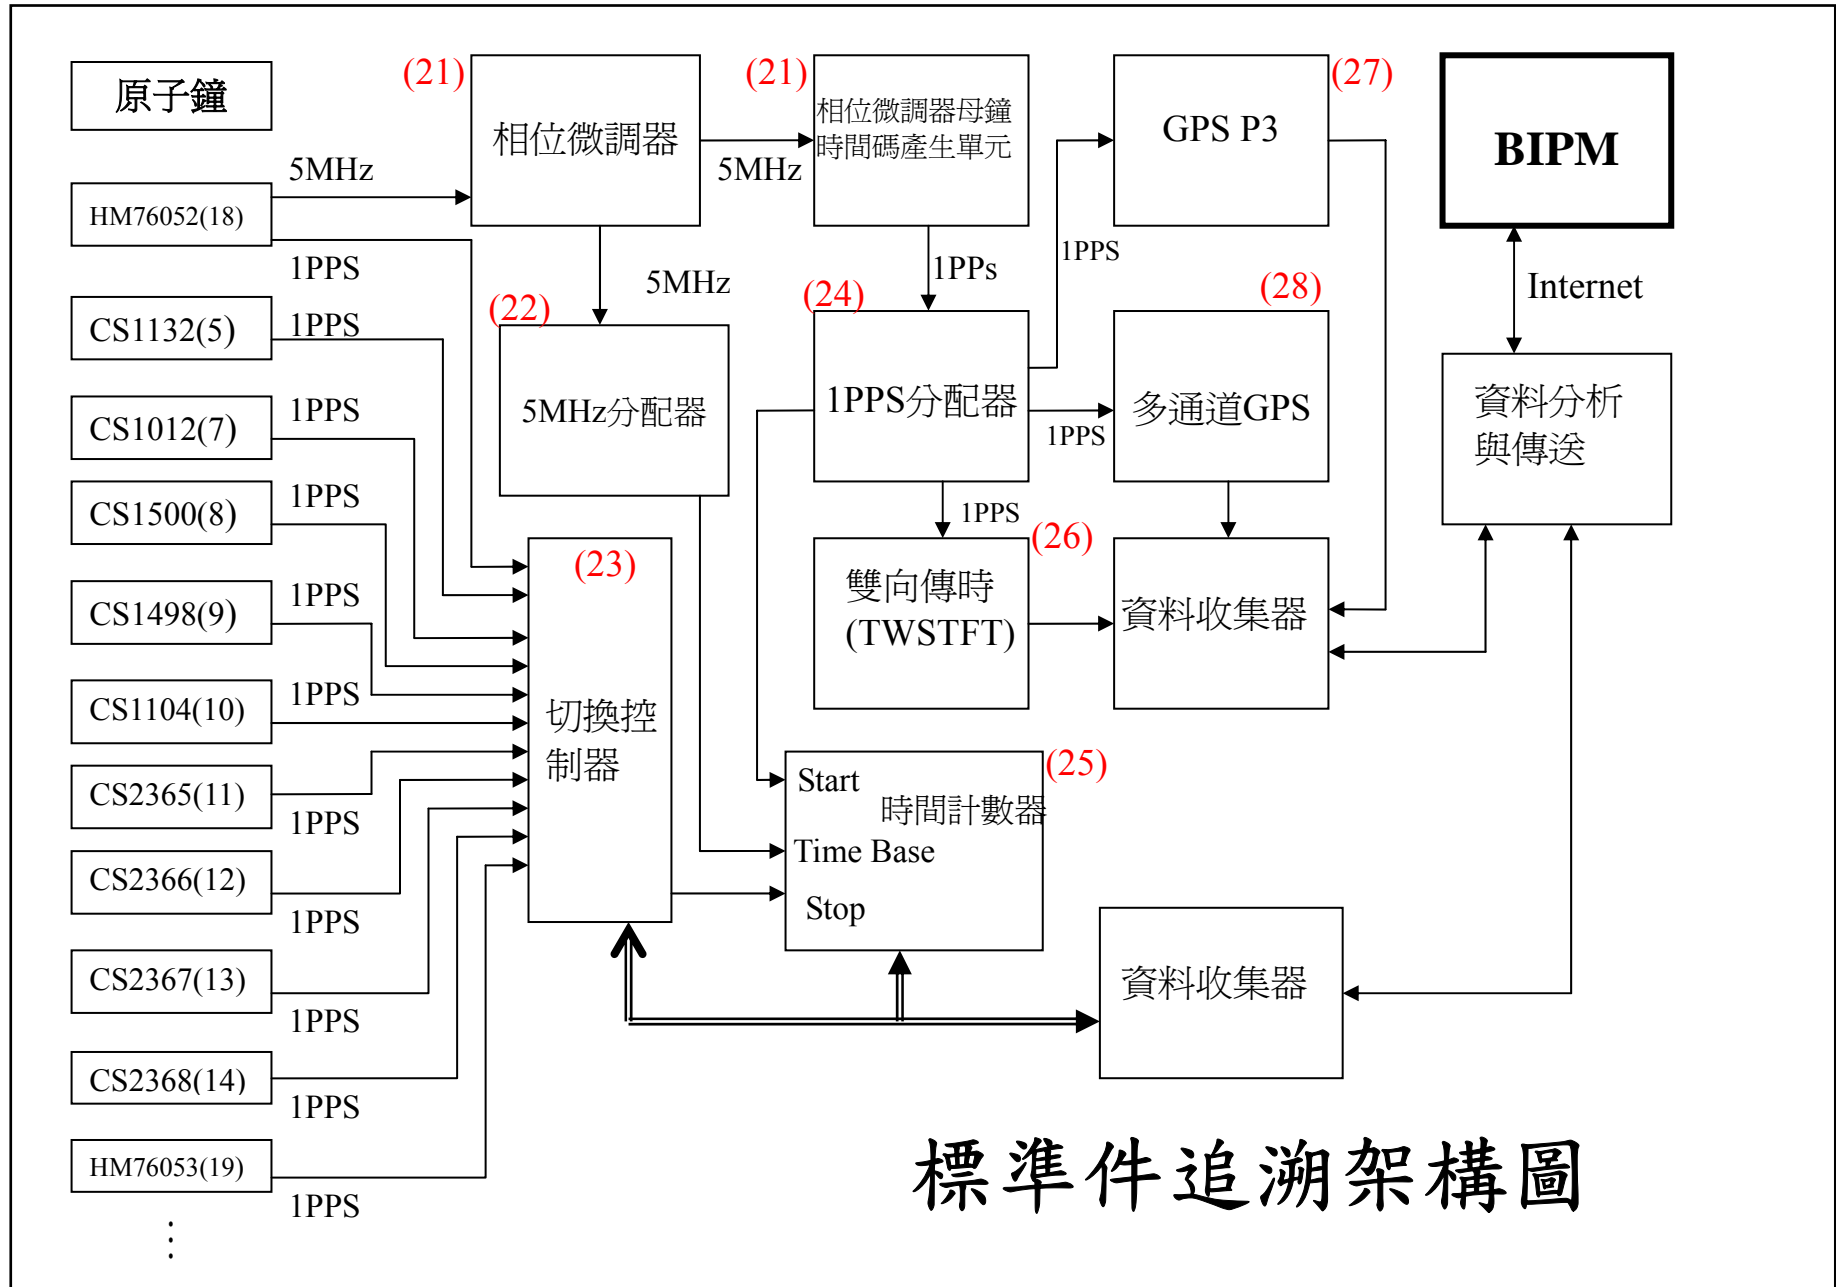 原子鐘
(21)
相位微調器
(21)
相位微調器母鐘
時間碼產生單元
GPS P3
(27)
BIPM
5MHz
5MHz
HM76052(18)
1PPS
1PPs
1PPS
5MHz
(22)
(24)
(28)
Internet
CS1132(5)
1PPS
5MHz分配器
1PPS分配器
1PPS
多通道GPS
資料分析
與傳送
CS1012(7)
1PPS
CS1500(8)
1PPS
1PPS
(23)
(26)
雙向傳時
(TWSTFT)
資料收集器
CS1498(9)
1PPS
CS1104(10)
1PPS
切換控
制器
(25)
Start
時間計數器
Time Base
Stop
CS2365(11)
1PPS
CS2366(12)
1PPS
CS2367(13)
1PPS
資料收集器
CS2368(14)
1PPS
HM76053(19)
1PPS
⋮
標準件追溯架構圖